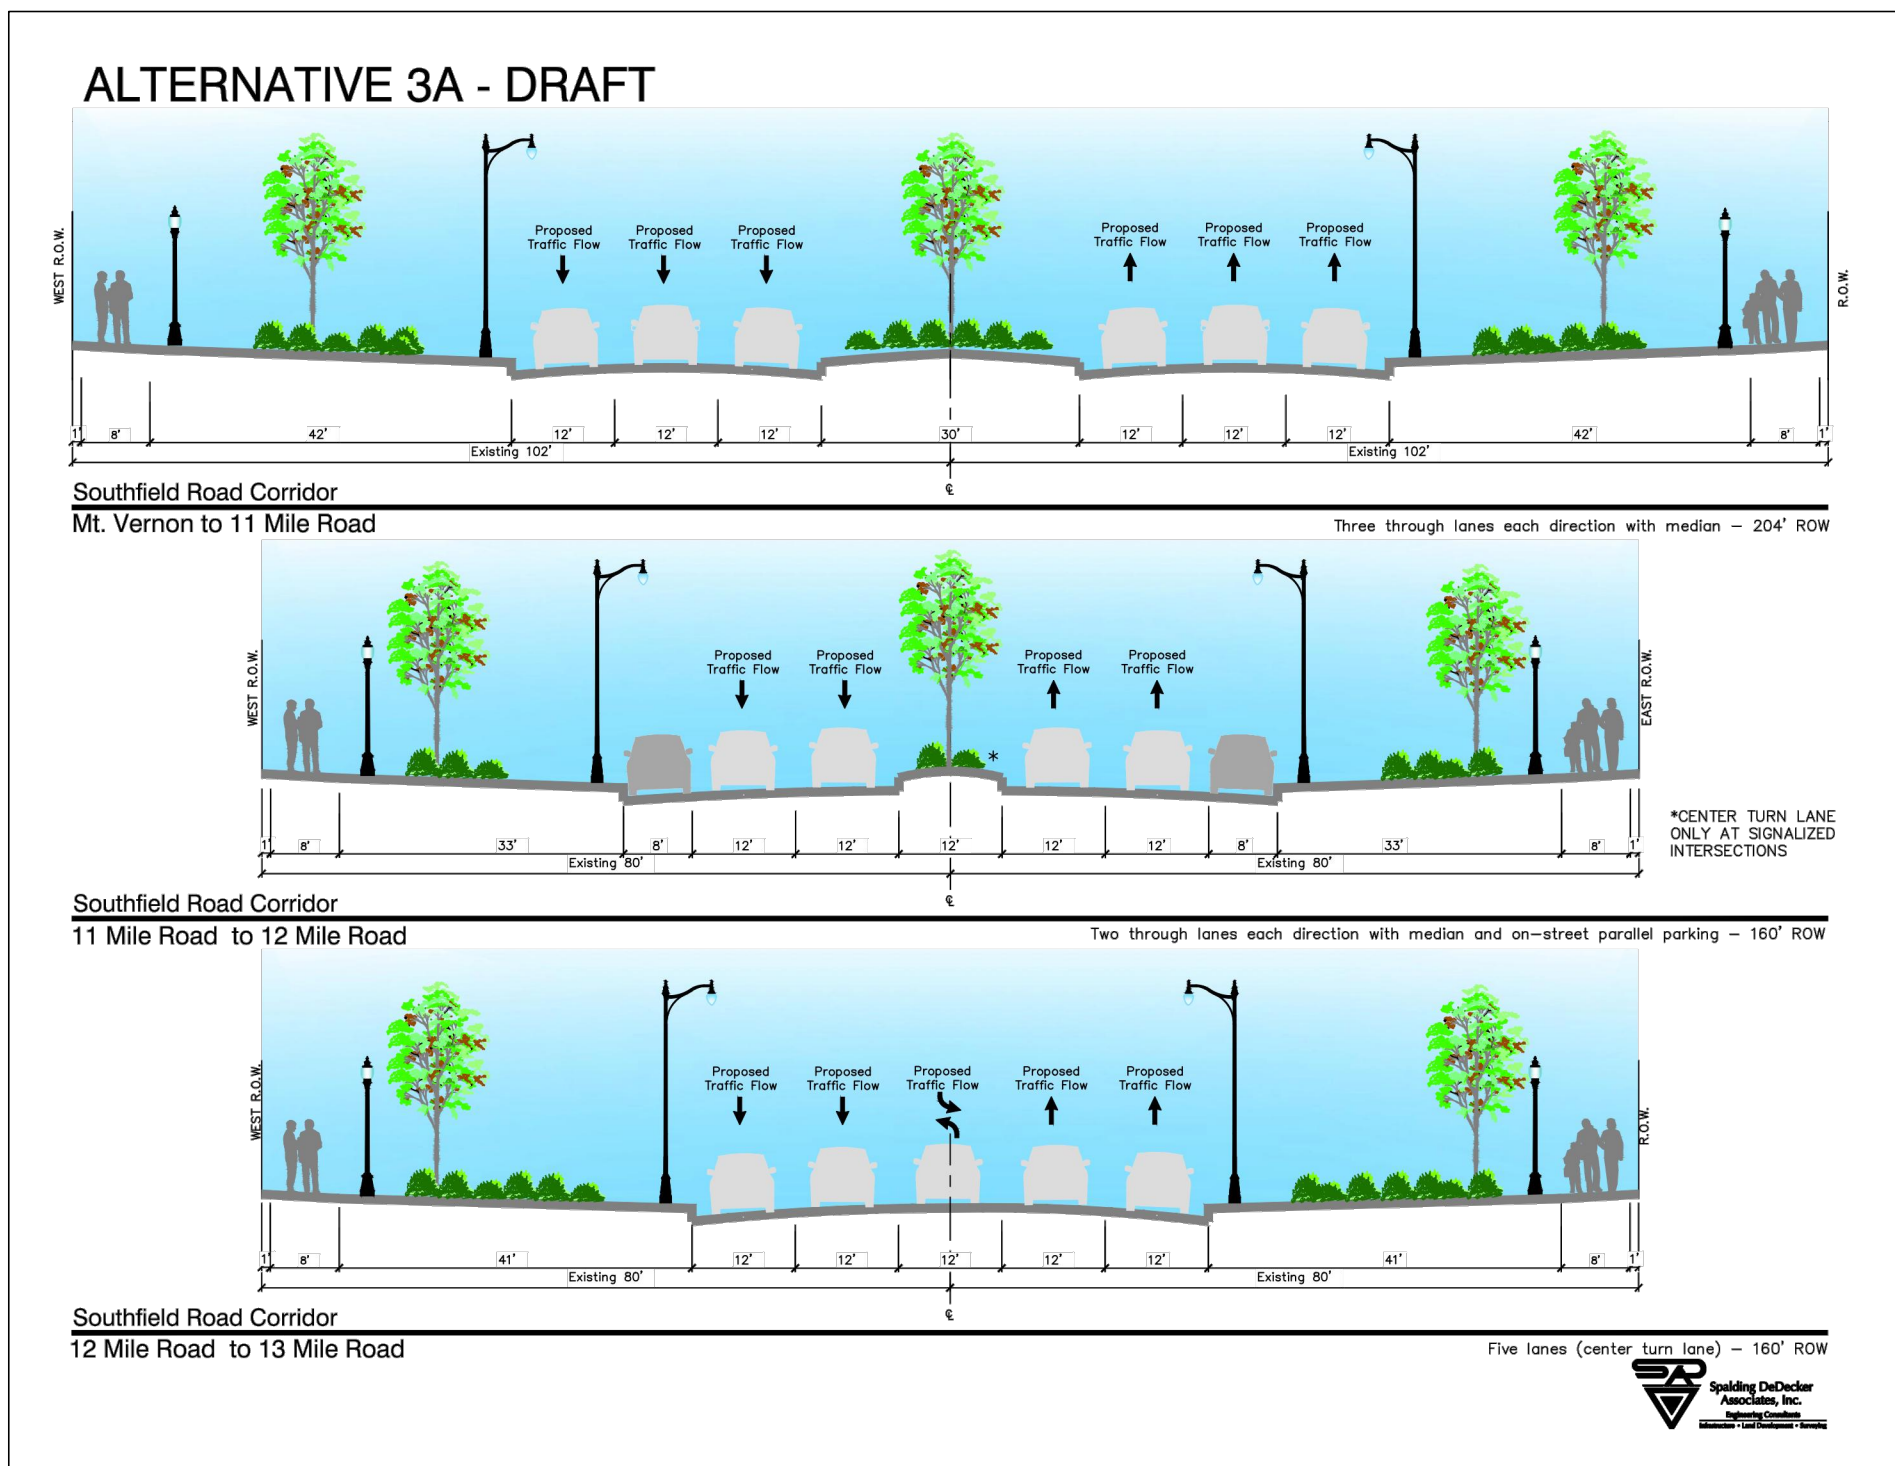 ALTERNATIVE 3A - DRAFT
Proposed Traffic Flow
Proposed Traffic Flow
Proposed Traffic Flow
Proposed Traffic Flow
Proposed Traffic Flow
Proposed Traffic Flow
WEST R.O.W.
R.O.W.
1' 8' 42' 12' 12' 12' 30' 12' 12' 12' 42' 8' 1'
Existing 102' Existing 102'
℄
Southfield Road Corridor
Mt. Vernon to 11 Mile Road
Three through lanes each direction with median – 204' ROW
Proposed Traffic Flow
Proposed Traffic Flow
Proposed Traffic Flow
Proposed Traffic Flow
WEST R.O.W.
EAST R.O.W.
*
*CENTER TURN LANE
ONLY AT SIGNALIZED
INTERSECTIONS
1' 8' 33' 8' 12' 12' 12' 12' 12' 8' 33' 8' 1'
Existing 80' Existing 80'
℄
Southfield Road Corridor
11 Mile Road to 12 Mile Road
Two through lanes each direction with median and on–street parallel parking – 160' ROW
Proposed Traffic Flow
Proposed Traffic Flow
Proposed Traffic Flow
Proposed Traffic Flow
Proposed Traffic Flow
WEST R.O.W.
R.O.W.
1' 8' 41' 12' 12' 12' 12' 12' 41' 8' 1'
Existing 80' Existing 80'
℄
Southfield Road Corridor
12 Mile Road to 13 Mile Road
Five lanes (center turn lane) – 160' ROW
Spalding DeDecker
Associates, Inc.
Engineering Consultants
Infrastructure • Land Development • Surveying